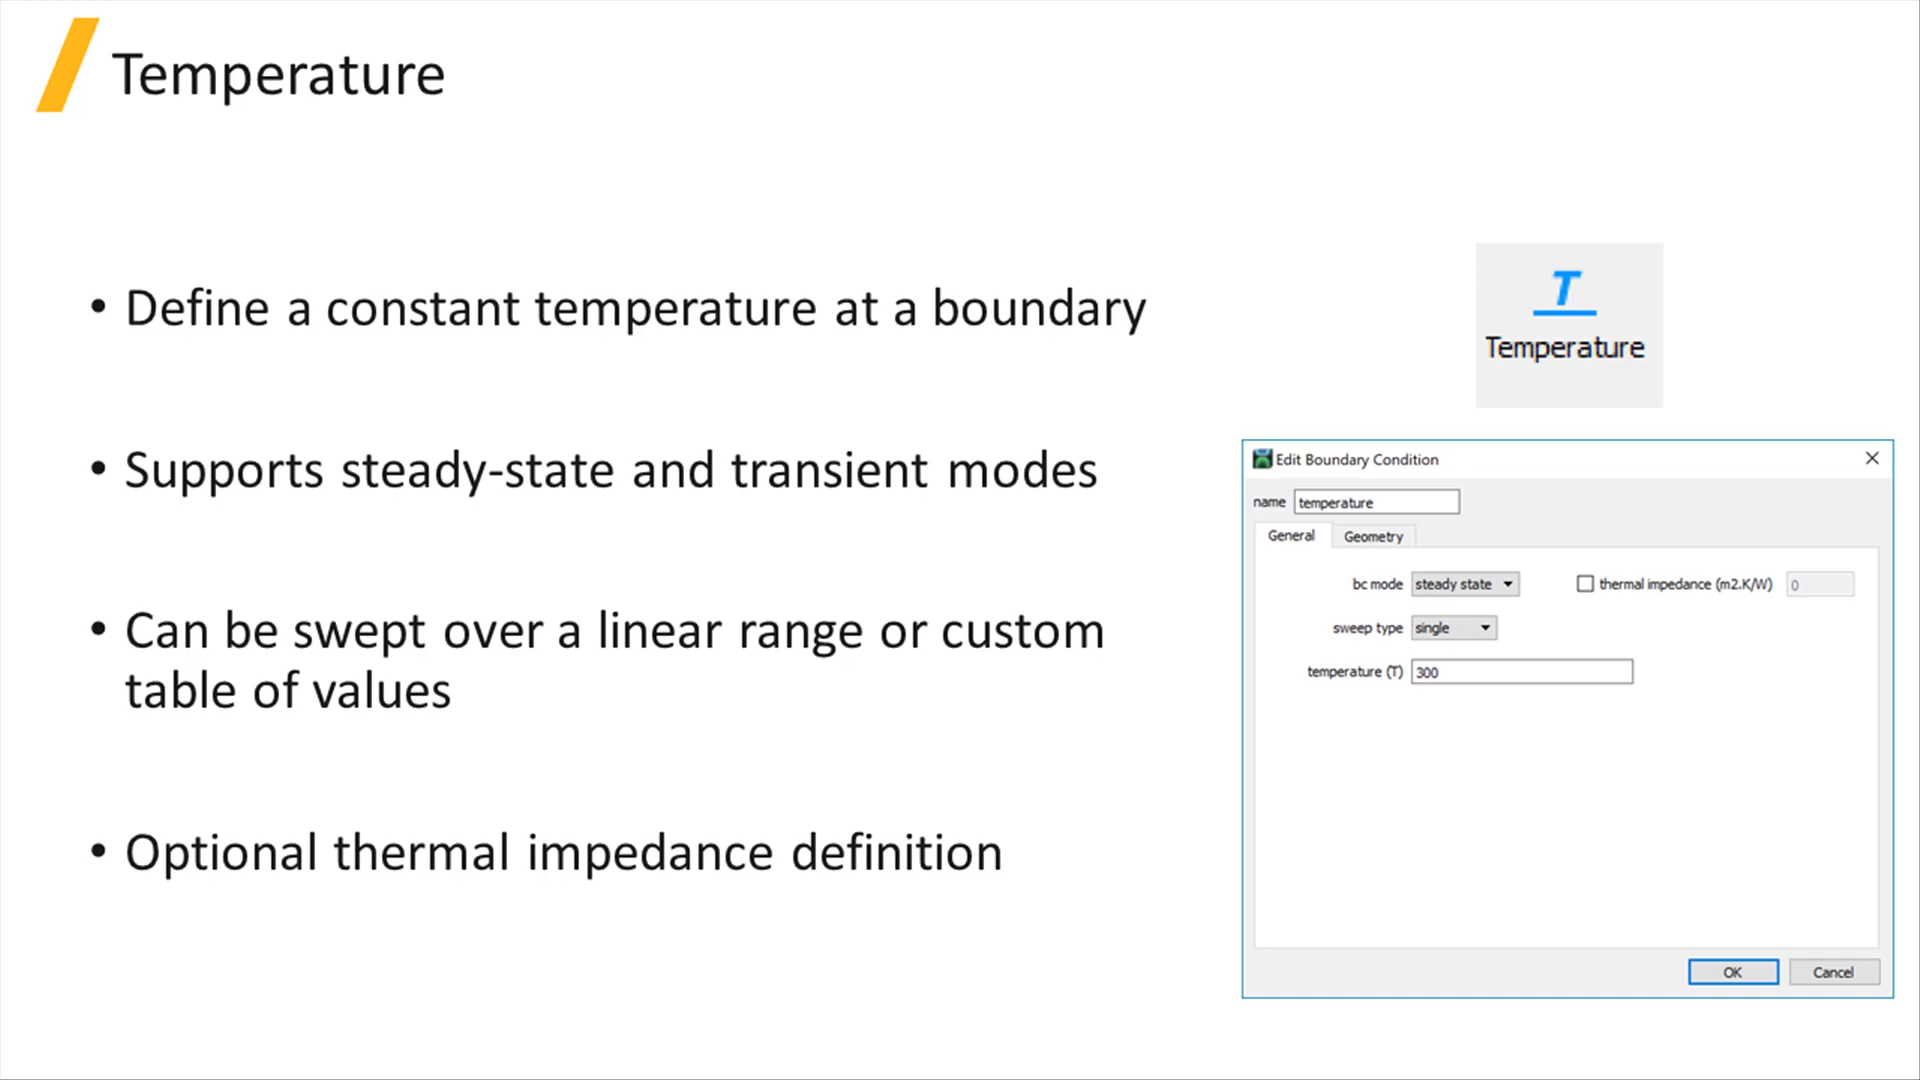 Temperature
• Define a constant temperature at a boundary
• Supports steady-state and transient modes
• Can be swept over a linear range or custom
table of values
• Optional thermal impedance definition
T
Temperature
Edit Boundary Condition
name temperature
General Geometry
bc mode steady state thermal impedance (m2.K/W) 0
sweep type single
temperature (T) 300
OK Cancel